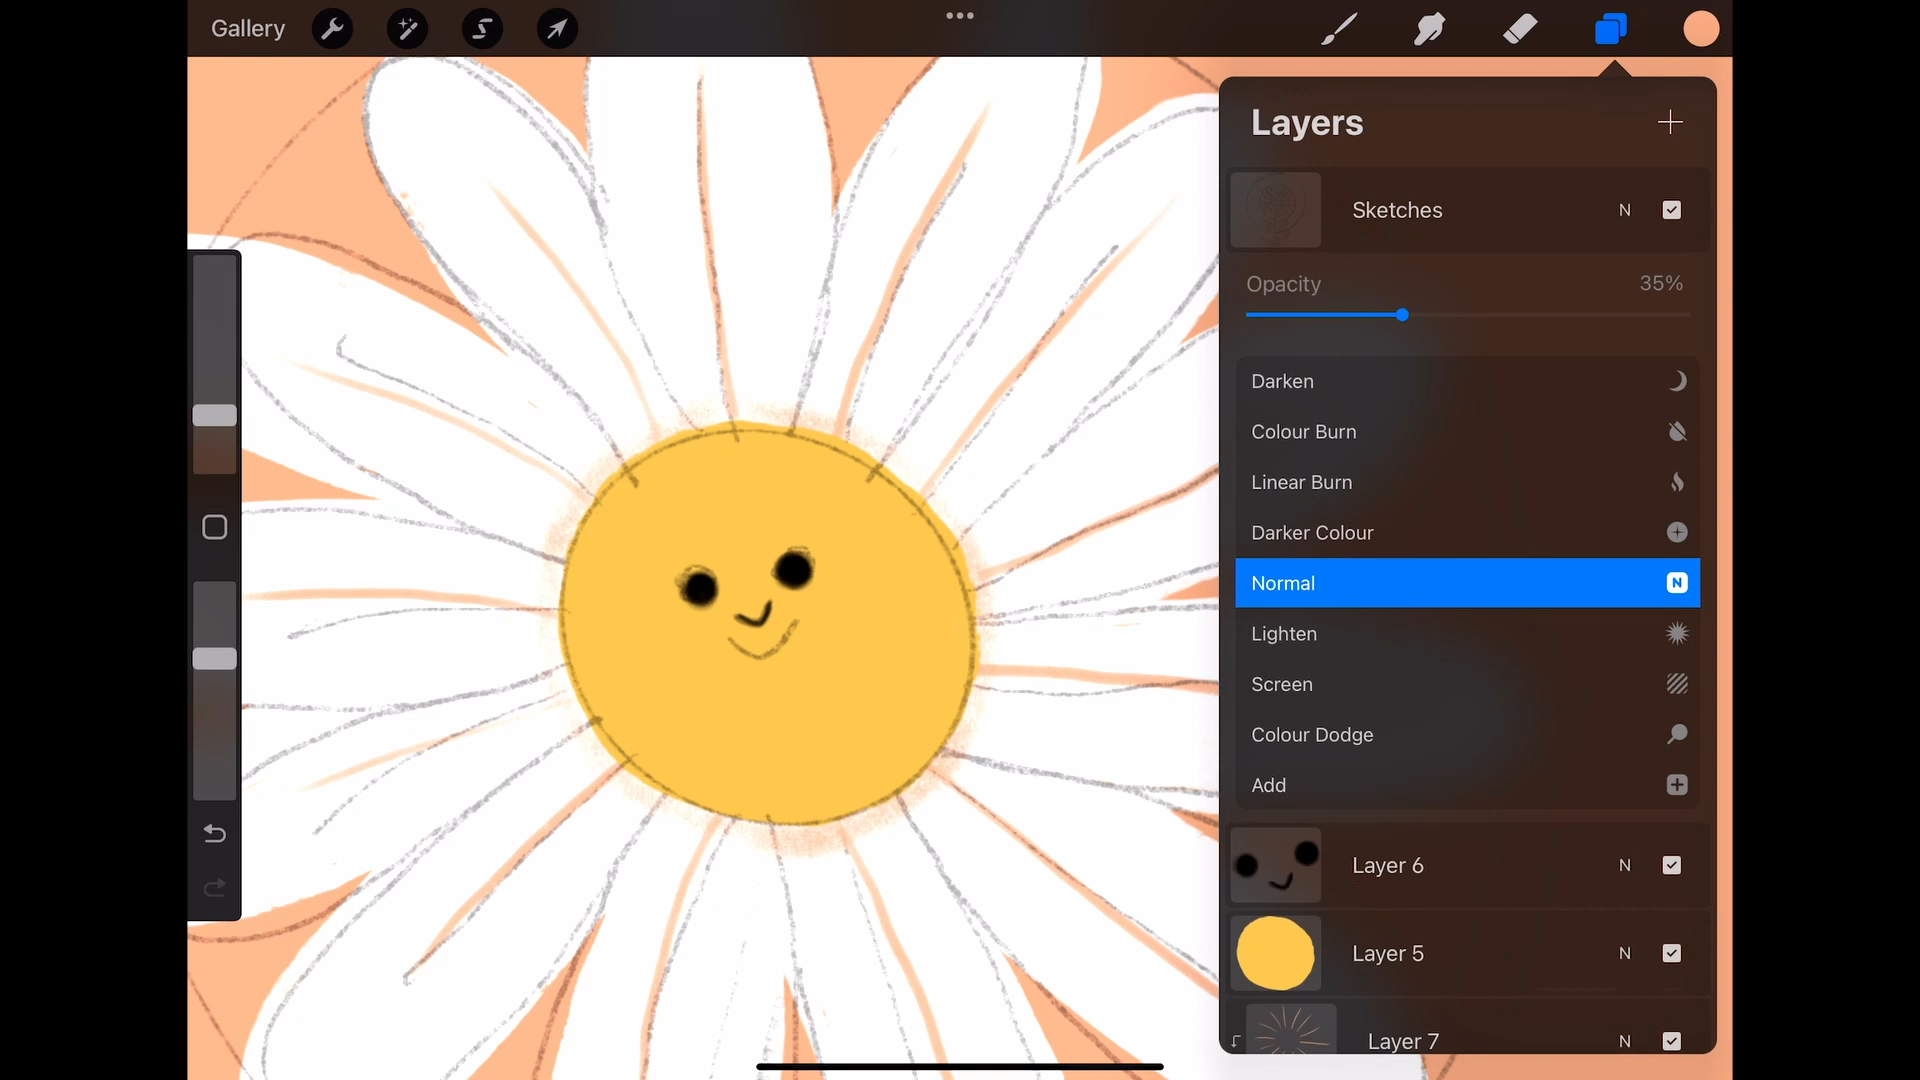 Gallery
Layers
Sketches N
Opacity 35%
Darken
Colour Burn
Linear Burn
Darker Colour
Normal N
Lighten
Screen
Colour Dodge
Add
Layer 6 N
Layer 5 N
Layer 7 N